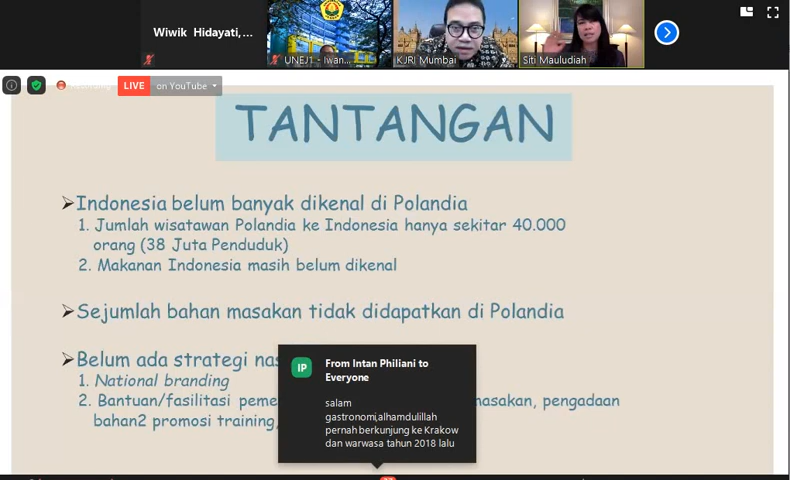 Wiwik Hidayati,...
UNEJ1 - Iwan...
KJRI Mumbai
Siti Mauludiah
LIVE on YouTube
TANTANGAN
➢Indonesia belum banyak dikenal di Polandia
1. Jumlah wisatawan Polandia ke Indonesia hanya sekitar 40.000
orang (38 Juta Penduduk)
2. Makanan Indonesia masih belum dikenal
➢Sejumlah bahan masakan tidak didapatkan di Polandia
➢Belum ada strategi nas
1. National branding
2. Bantuan/fasilitasi peme
masakan, pengadaan
bahan2 promosi training,
IP
From Intan Philiani to
Everyone
salam
gastronomi,alhamdulillah
pernah berkunjung ke Krakow
dan warwasa tahun 2018 lalu